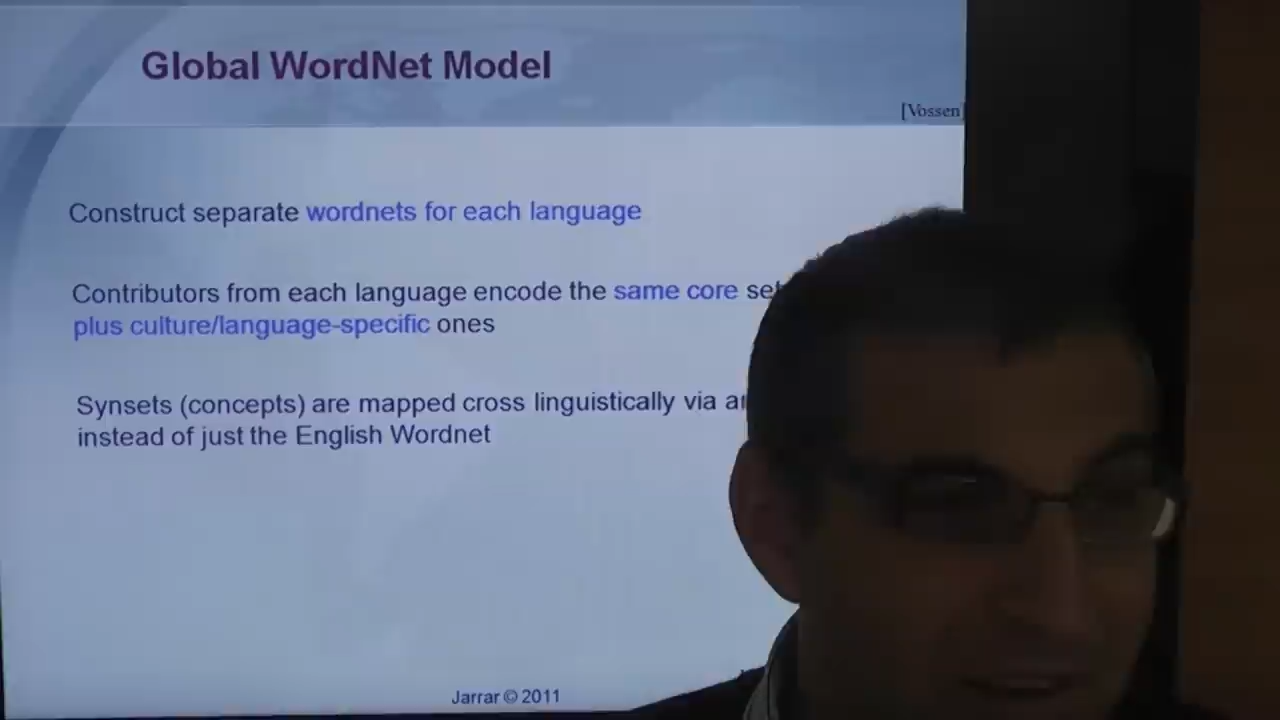 Global WordNet Model
[Vossen]
Construct separate wordnets for each language
Contributors from each language encode the same core set
plus culture/language-specific ones
Synsets (concepts) are mapped cross linguistically via
instead of just the English Wordnet
Jarrar © 2011